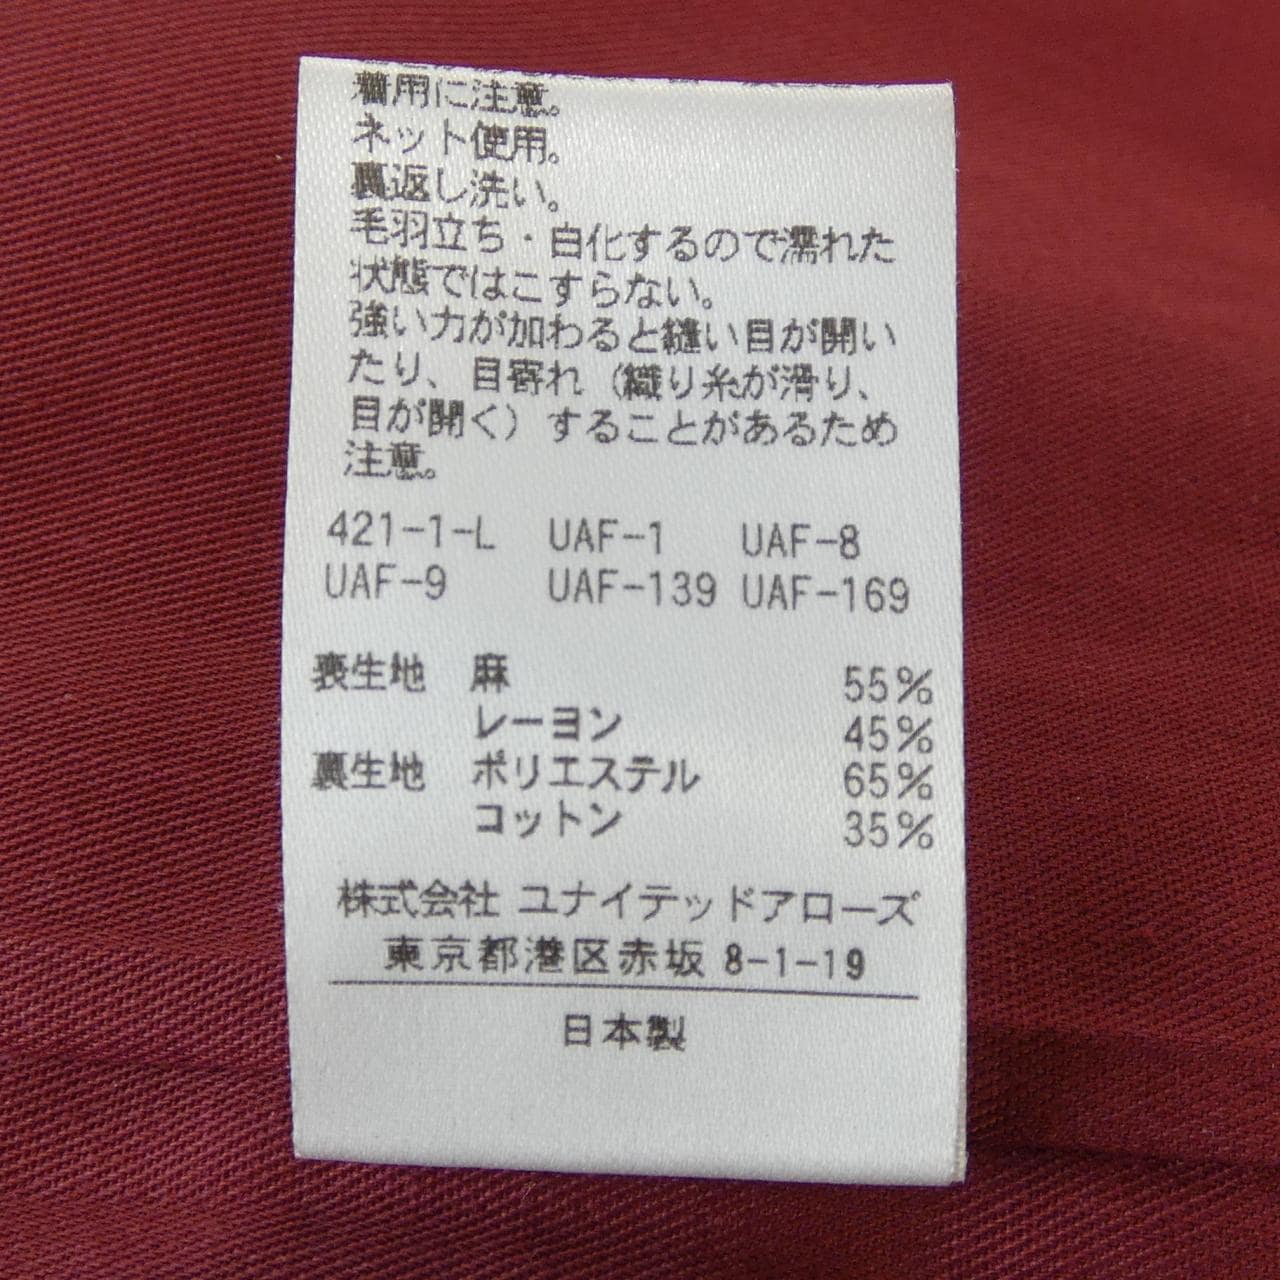 着用に注意。
ネット使用。
裏返し洗い。
毛羽立ち・白化するので濡れた
状態ではこすらない。
強い力が加わると縫い目が開い
たり、目寄れ（織り糸が滑り、
目が開く）することがあるため
注意。
421-1-L UAF-1 UAF-8
UAF-9 UAF-139 UAF-169
表生地 麻 55%
レーヨン 45%
裏生地 ポリエステル 65%
コットン 35%
株式会社 ユナイテッドアローズ
東京都港区赤坂 8-1-19
日本製